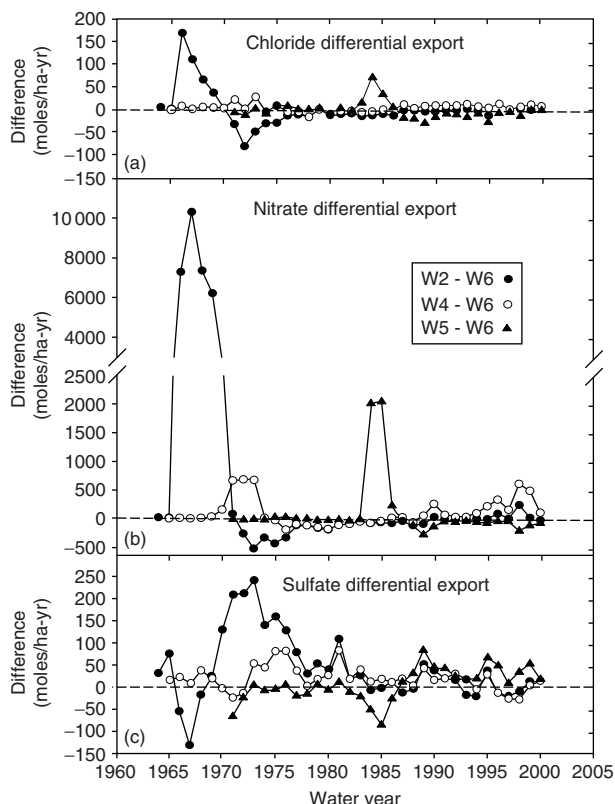 200
150
100
50
0
−50
−100
−150
Difference
(moles/ha-yr)
Chloride differential export
(a)
10 000
8000
6000
4000
2500
2000
1500
1000
500
0
−500
Difference
(moles/ha-yr)
Nitrate differential export
W2 - W6
W4 - W6
W5 - W6
(b)
250
200
150
100
50
0
−50
−100
−150
Difference
(moles/ha-yr)
Sulfate differential export
(c)
1960 1965 1970 1975 1980 1985 1990 1995 2000 2005
Water year